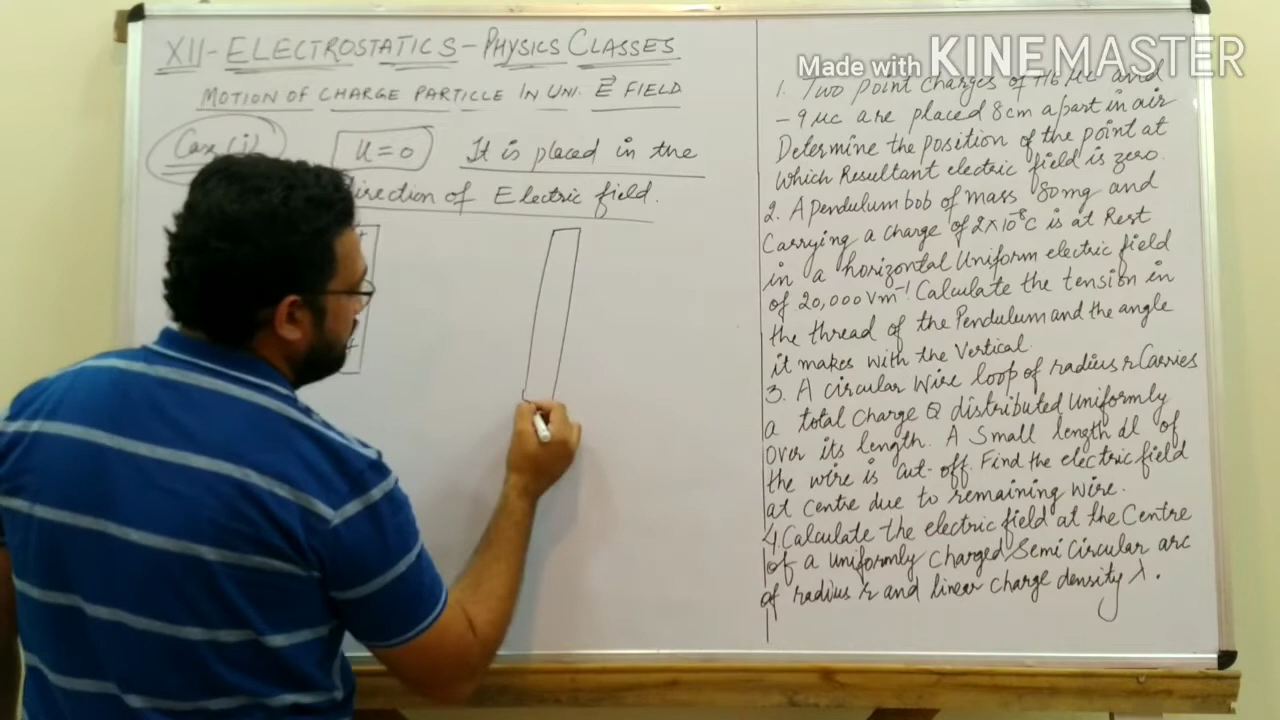 XII - ELECTROSTATICS - PHYSICS CLASSES
MOTION OF CHARGE PARTICLE IN UNI. E⃗ FIELD
Case (i) U = 0 It is placed in the
direction of Electric field.
+
+
Made with KINEMASTER
1. Two point charges of +16 μc and
- 9 μc are placed 8cm apart in air
Determine the position of the point at
which Resultant electric field is zero.
2. A pendulum bob of mass 80mg and
Carrying a charge of 2×10⁻⁸C is at Rest
in a horizontal Uniform electric field
of 20,000 Vm⁻¹. Calculate the tension in
the thread of the Pendulum and the angle
it makes with the Vertical.
3. A circular wire loop of radius r Carries
a total charge Q distributed Uniformly
over its length. A Small length dl of
the wire is cut-off. Find the electric field
at centre due to remaining wire.
4. Calculate the electric field at the Centre
of a uniformly charged Semi Circular arc
of radius r and linear charge density λ.